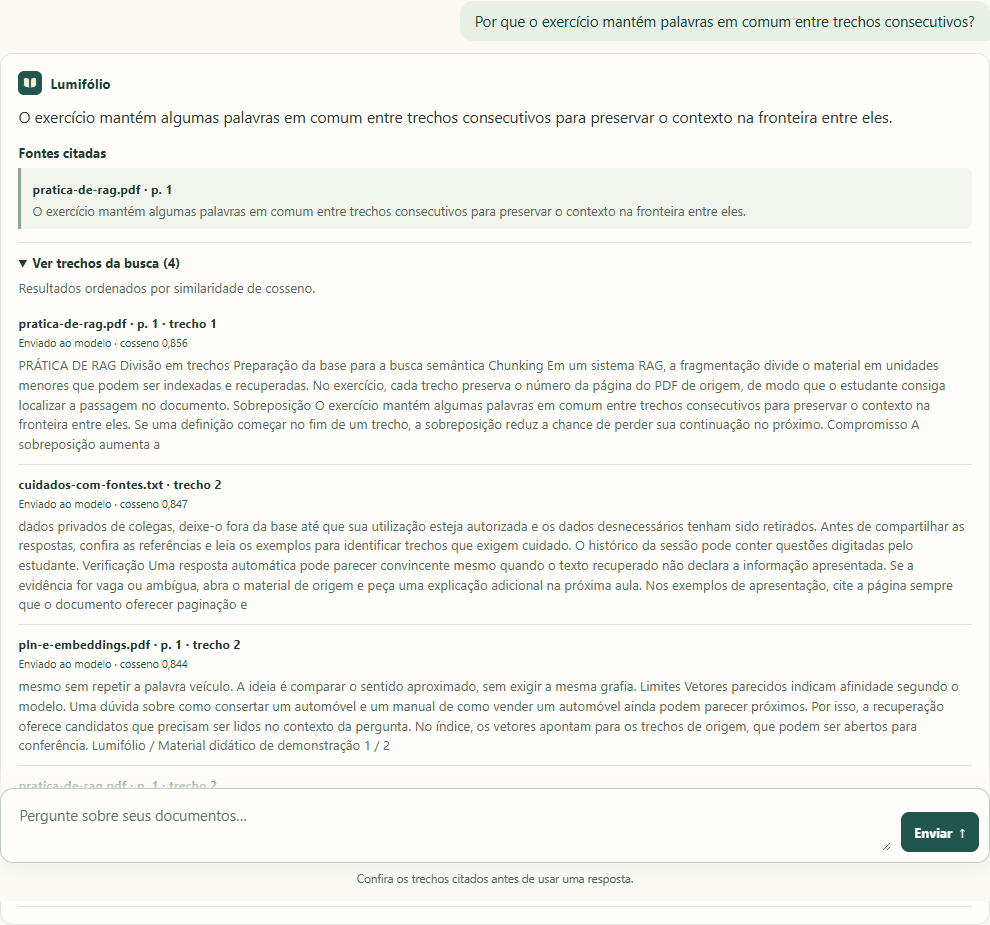 Por que o exercício mantém palavras em comum entre trechos consecutivos?
Lumifólio
O exercício mantém algumas palavras em comum entre trechos consecutivos para preservar o contexto na fronteira entre eles.
Fontes citadas
pratica-de-rag.pdf · p. 1
O exercício mantém algumas palavras em comum entre trechos consecutivos para preservar o contexto na fronteira entre eles.
▼ Ver trechos da busca (4)
Resultados ordenados por similaridade de cosseno.
pratica-de-rag.pdf · p. 1 · trecho 1
Enviado ao modelo · cosseno 0,856
PRÁTICA DE RAG Divisão em trechos Preparação da base para a busca semântica Chunking Em um sistema RAG, a fragmentação divide o material em unidades
menores que podem ser indexadas e recuperadas. No exercício, cada trecho preserva o número da página do PDF de origem, de modo que o estudante consiga
localizar a passagem no documento. Sobreposição O exercício mantém algumas palavras em comum entre trechos consecutivos para preservar o contexto na
fronteira entre eles. Se uma definição começar no fim de um trecho, a sobreposição reduz a chance de perder sua continuação no próximo. Compromisso A
sobreposição aumenta a
cuidados-com-fontes.txt · trecho 2
Enviado ao modelo · cosseno 0,847
dados privados de colegas, deixe-o fora da base até que sua utilização esteja autorizada e os dados desnecessários tenham sido retirados. Antes de compartilhar as
respostas, confira as referências e leia os exemplos para identificar trechos que exigem cuidado. O histórico da sessão pode conter questões digitadas pelo
estudante. Verificação Uma resposta automática pode parecer convincente mesmo quando o texto recuperado não declara a informação apresentada. Se a
evidência for vaga ou ambígua, abra o material de origem e peça uma explicação adicional na próxima aula. Nos exemplos de apresentação, cite a página sempre
que o documento oferecer paginação e
pln-e-embeddings.pdf · p. 1 · trecho 2
Enviado ao modelo · cosseno 0,844
mesmo sem repetir a palavra veículo. A ideia é comparar o sentido aproximado, sem exigir a mesma grafia. Limites Vetores parecidos indicam afinidade segundo o
modelo. Uma dúvida sobre como consertar um automóvel e um manual de como vender um automóvel ainda podem parecer próximos. Por isso, a recuperação
oferece candidatos que precisam ser lidos no contexto da pergunta. No índice, os vetores apontam para os trechos de origem, que podem ser abertos para
conferência. Lumifólio / Material didático de demonstração 1 / 2
pratica-de-rag.pdf · p. 1 · trecho 2
Pergunte sobre seus documentos...
Enviar ↑
Confira os trechos citados antes de usar uma resposta.